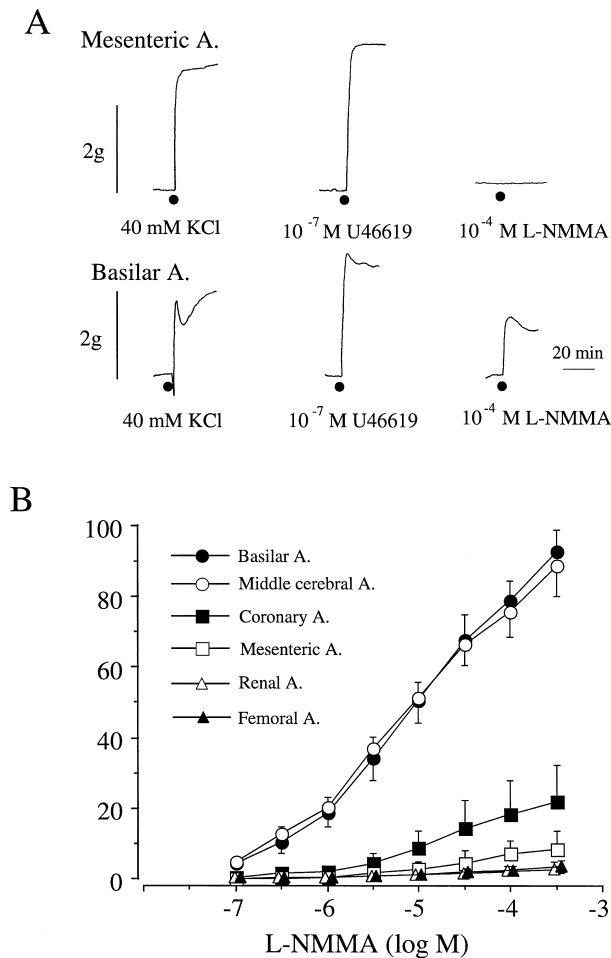 A
Mesenteric A.
2g
40 mM KCl
10⁻⁷ M U46619
10⁻⁴ M L-NMMA
Basilar A.
2g
20 min
40 mM KCl
10⁻⁷ M U46619
10⁻⁴ M L-NMMA
B
100
80
60
40
20
0
Basilar A.
Middle cerebral A.
Coronary A.
Mesenteric A.
Renal A.
Femoral A.
-7 -6 -5 -4 -3
L-NMMA (log M)